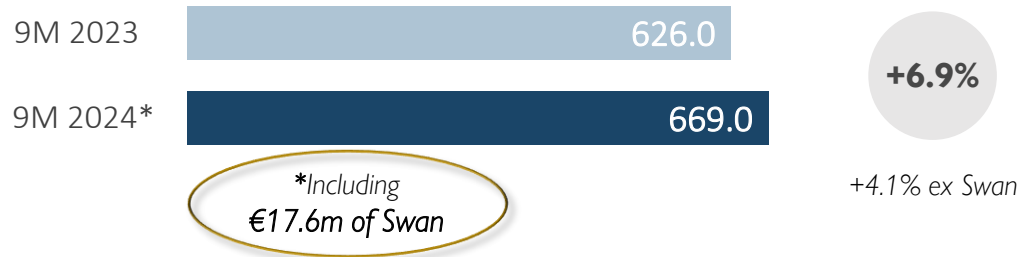 9M 2023
626.0
+6.9%
9M 2024*
669.0
*Including
€17.6m of Swan
+4.1% ex Swan